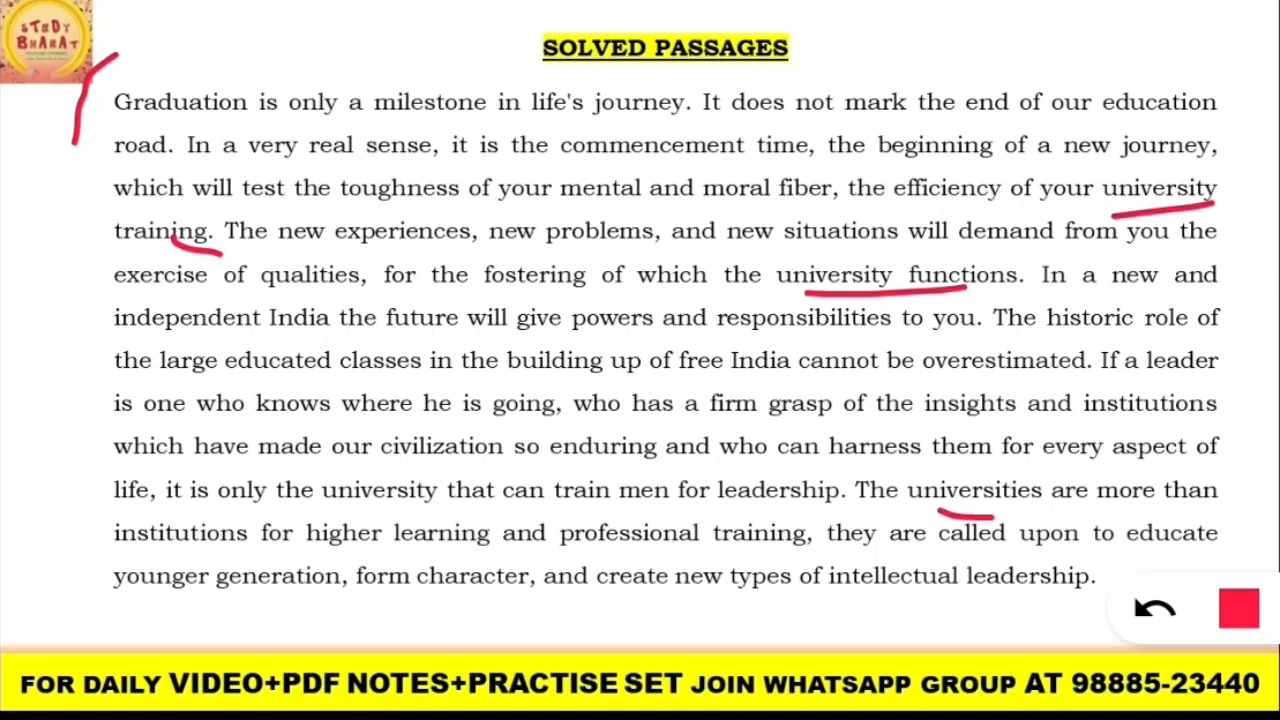 STUDY
BHARAT
SOLVED PASSAGES
Graduation is only a milestone in life's journey. It does not mark the end of our education
road. In a very real sense, it is the commencement time, the beginning of a new journey,
which will test the toughness of your mental and moral fiber, the efficiency of your university
training. The new experiences, new problems, and new situations will demand from you the
exercise of qualities, for the fostering of which the university functions. In a new and
independent India the future will give powers and responsibilities to you. The historic role of
the large educated classes in the building up of free India cannot be overestimated. If a leader
is one who knows where he is going, who has a firm grasp of the insights and institutions
which have made our civilization so enduring and who can harness them for every aspect of
life, it is only the university that can train men for leadership. The universities are more than
institutions for higher learning and professional training, they are called upon to educate
younger generation, form character, and create new types of intellectual leadership.
FOR DAILY VIDEO+PDF NOTES+PRACTISE SET JOIN WHATSAPP GROUP AT 98885-23440